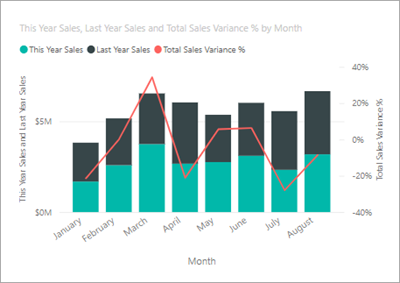 This Year Sales, Last Year Sales and Total Sales Variance % by Month
This Year Sales Last Year Sales Total Sales Variance %
This Year Sales and Last Year Sales
$5M
$0M
40%
20%
0%
-20%
-40%
Total Sales Variance %
January
February
March
April
May
June
July
August
Month